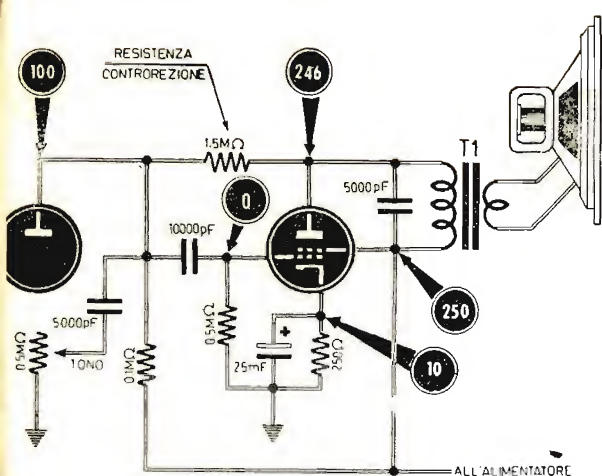 RESISTENZA
CONTROREZIONE
100
246
1.5MΩ
T1
5000pF
10000pF
0
5000pF
250
0.5MΩ
TONO
0.1MΩ
0.5MΩ
25mF
250Ω
10
ALL'ALIMENTATORE